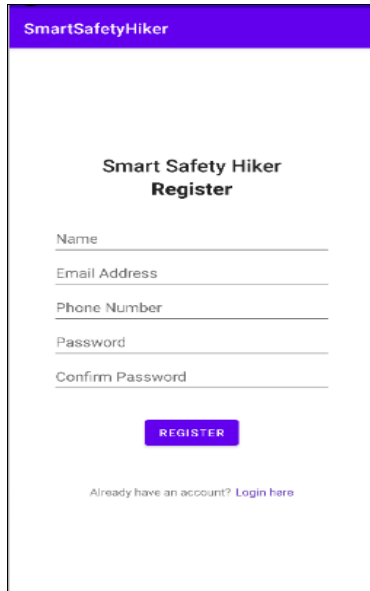 SmartSafetyHiker
Smart Safety Hiker
Register
Name
Email Address
Phone Number
Password
Confirm Password
REGISTER
Already have an account? Login here